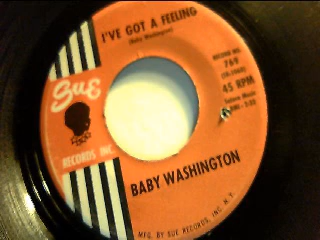 I'VE GOT A FEELING
(Baby Washington)
RECORD NO.
769
45 RPM
Sue
RECORDS INC.
BABY WASHINGTON
MFG. BY SUE RECORDS, INC. N. Y.